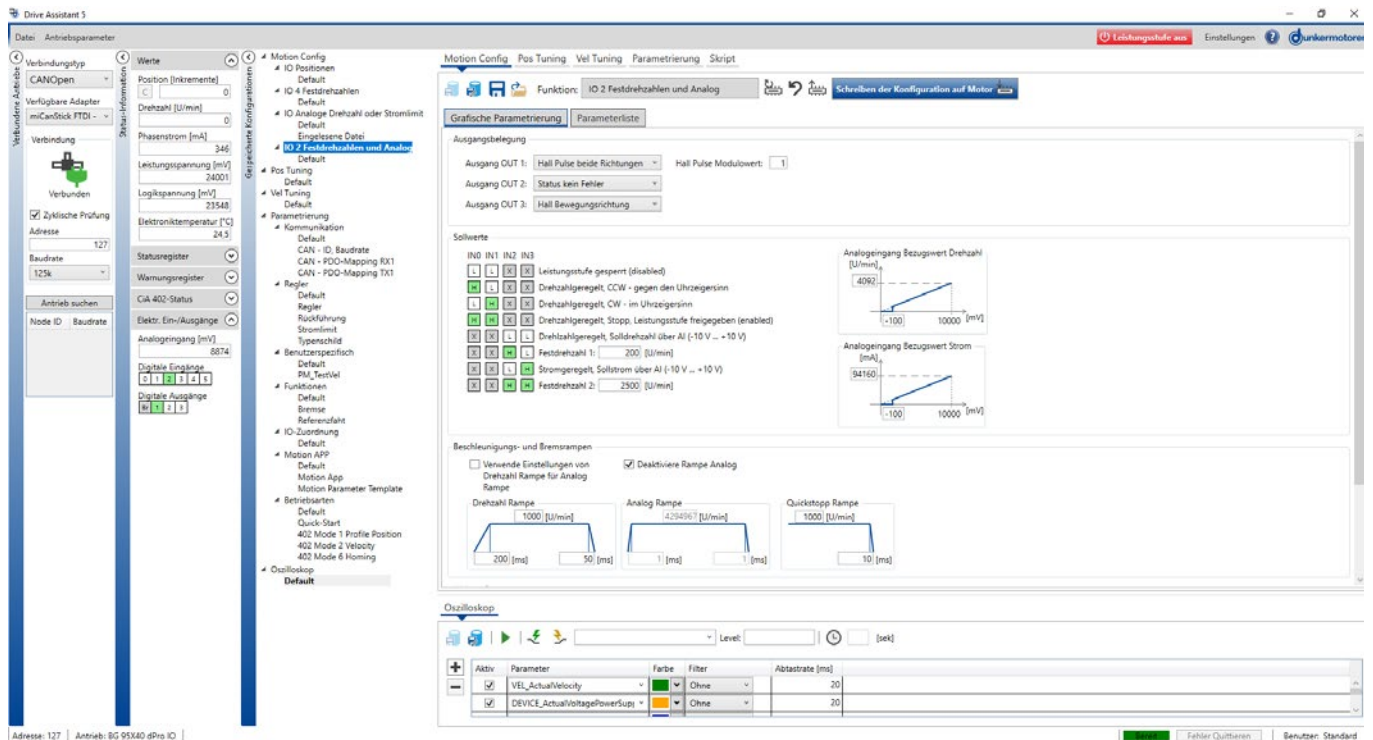 Drive Assistant 5
Datei Antriebsparameter
Leistungsstufe aus Einstellungen dunkermotoren
Verbundene Antriebe
Verbindungstyp
CANOpen
Verfügbare Adapter
miCanStick FTDI -
Verbindung
Verbunden
Zyklische Prüfung
Adresse
127
Baudrate
125k
Antrieb suchen
Node ID Baudrate
Status-Information
Werte
Position [Inkremente]
C 0
Drehzahl [U/min]
0
Phasenstrom [mA]
346
Leistungsspannung [mV]
24001
Logikspannung [mV]
23548
Elektroniktemperatur [°C]
24,5
Statusregister
Warnungsregister
CiA 402-Status
Elektr. Ein-/Ausgänge
Analogeingang [mV]
8874
Digitale Eingänge
0 1 2 3 4 5
Digitale Ausgänge
Br 1 2 3
Gespeicherte Konfigurationen
Motion Config
IO Positionen
Default
IO 4 Festdrehzahlen
Default
IO Analoge Drehzahl oder Stromlimit
Default
Eingelesene Datei
IO 2 Festdrehzahlen und Analog
Default
Pos Tuning
Default
Vel Tuning
Default
Parametrierung
Kommunikation
Default
CAN - ID, Baudrate
CAN - PDO-Mapping RX1
CAN - PDO-Mapping TX1
Regler
Default
Regler
Rückführung
Stromlimit
Typenschild
Benutzerspezifisch
Default
PM_TestVel
Funktionen
Default
Bremse
Referenzfahrt
IO-Zuordnung
Default
Motion APP
Default
Motion App
Motion Parameter Template
Betriebsarten
Default
Quick-Start
402 Mode 1 Profile Position
402 Mode 2 Velocity
402 Mode 6 Homing
Oszilloskop
Default
Motion Config Pos Tuning Vel Tuning Parametrierung Skript
Funktion: IO 2 Festdrehzahlen und Analog Schreiben der Konfiguration auf Motor
Grafische Parametrierung Parameterliste
Ausgangsbelegung
Ausgang OUT 1: Hall Pulse beide Richtungen Hall Pulse Modulowert: 1
Ausgang OUT 2: Status kein Fehler
Ausgang OUT 3: Hall Bewegungsrichtung
Sollwerte
IN0 IN1 IN2 IN3
L L X X Leistungsstufe gesperrt (disabled)
H L X X Drehzahlgeregelt, CCW - gegen den Uhrzeigersinn
L H X X Drehzahlgeregelt, CW - im Uhrzeigersinn
H H X X Drehzahlgeregelt, Stopp, Leistungsstufe freigegeben (enabled)
X X L L Drehlzahlgeregelt, Solldrehzahl über AI (-10 V ... +10 V)
X X H L Festdrehzahl 1: 200 [U/min]
X X L H Stromgeregelt, Sollstrom über AI (-10 V ... +10 V)
X X H H Festdrehzahl 2: 2500 [U/min]
Analogeingang Bezugswert Drehzahl
[U/min]
4092
-100 10000 [mV]
Analogeingang Bezugswert Strom
[mA]
94160
-100 10000 [mV]
Beschleunigungs- und Bremsrampen
Verwende Einstellungen von Drehzahl Rampe für Analog Rampe
Deaktiviere Rampe Analog
Drehzahl Rampe
1000 [U/min]
200 [ms] 50 [ms]
Analog Rampe
4294967 [U/min]
1 [ms] 1 [ms]
Quickstopp Rampe
1000 [U/min]
10 [ms]
Oszilloskop
Level: [sek]
Aktiv Parameter Farbe Filter Abtastrate [ms]
VEL_ActualVelocity Ohne 20
DEVICE_ActualVoltagePowerSupp Ohne 20
Adresse: 127 Antrieb: BG 95X40 dPro IO Bereit Fehler Quittieren Benutzer: Standard